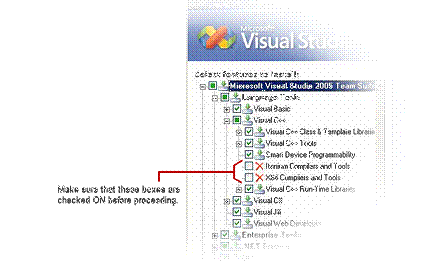 Microsoft
Visual Studio
Select features to install:
Microsoft Visual Studio 2005 Team Suite
Language Tools
Visual Basic
Visual C++
Visual C++ Class & Template Libraries
Visual C++ Tools
Smart Device Programmability
Itanium Compilers and Tools
X64 Compilers and Tools
Visual C++ Run-Time Libraries
Make sure that these boxes are
checked ON before proceeding.
Visual C#
Visual J#
Visual Web Developer
Enterprise Tools
.NET Framework